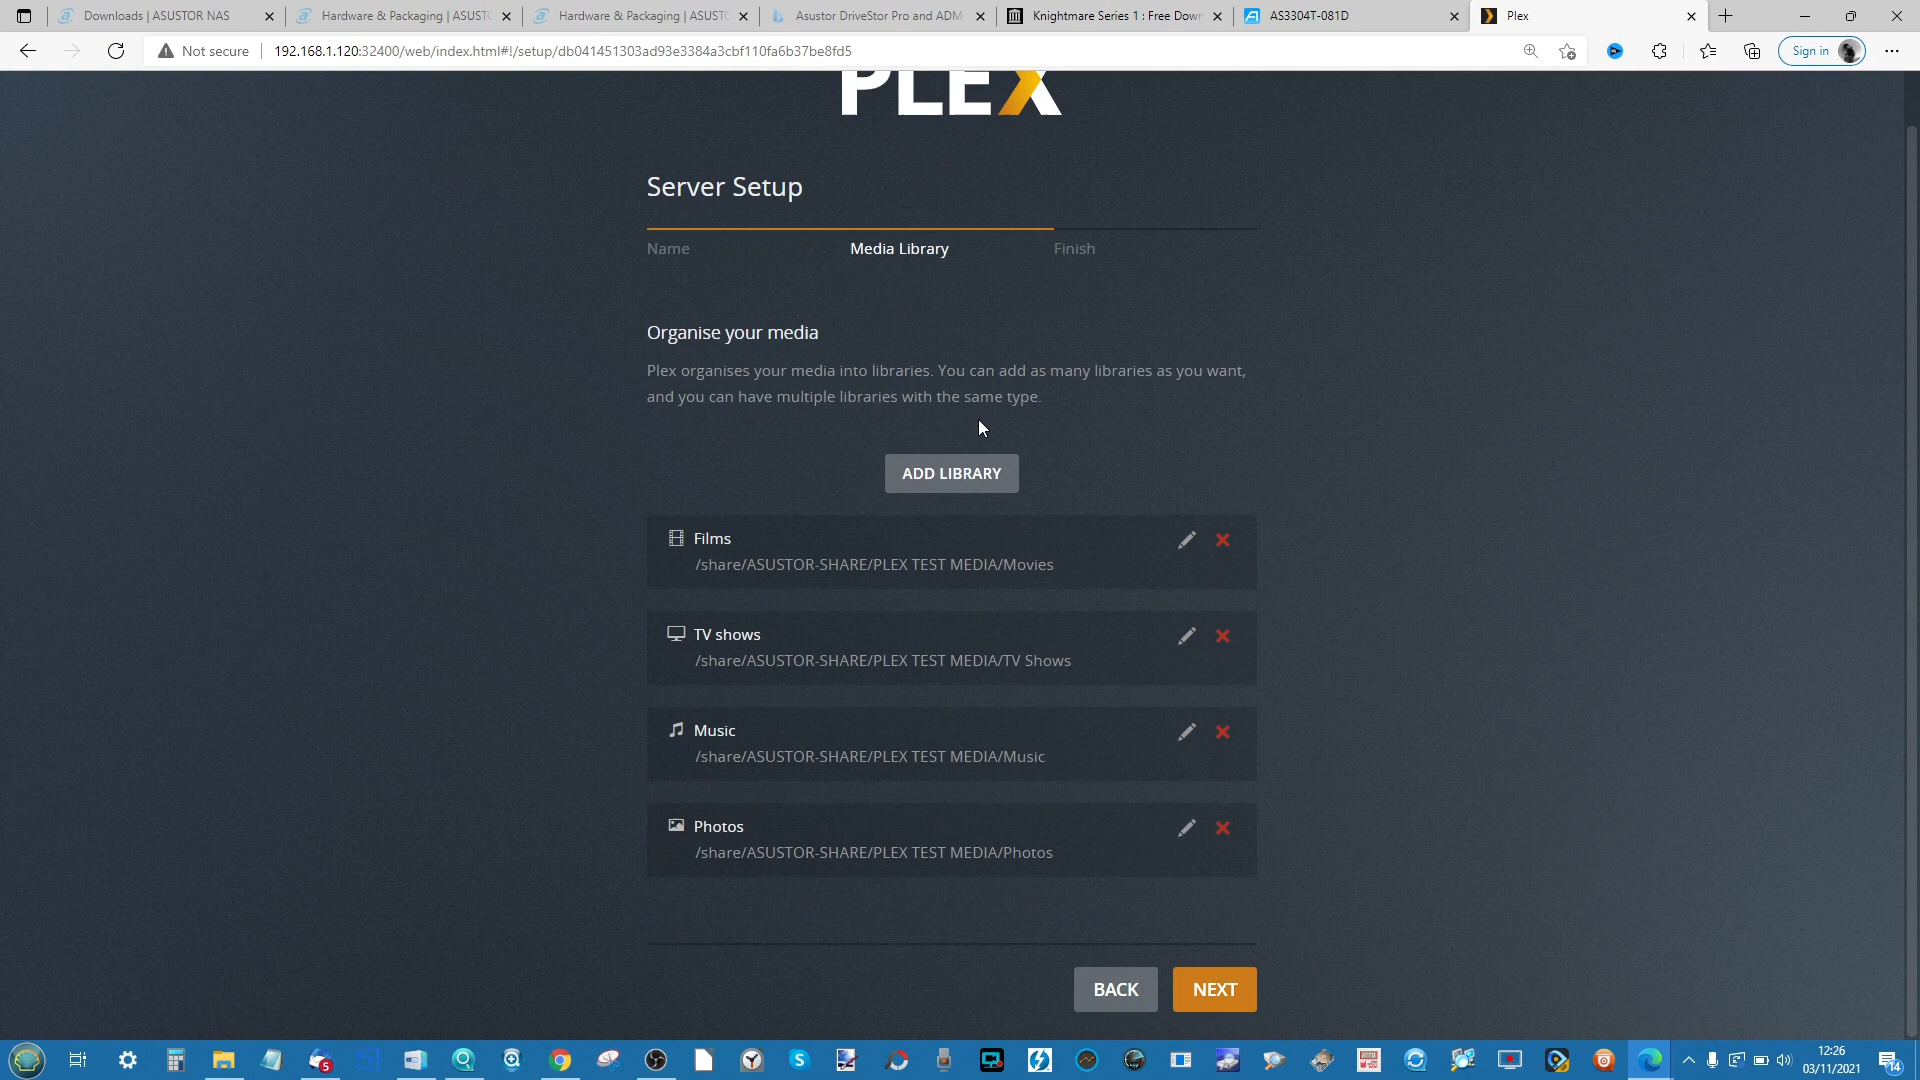 Downloads | ASUSTOR NAS
Hardware & Packaging | ASUSTO
Hardware & Packaging | ASUSTO
Asustor DriveStor Pro and ADM
Knightmare Series 1 : Free Down
AS3304T-081D
Plex
Not secure
192.168.1.120:32400/web/index.html#!/setup/db041451303ad93e3384a3cbf110fa6b37be8fd5
Sign in
PLEX
Server Setup
Name
Media Library
Finish
Organise your media
Plex organises your media into libraries. You can add as many libraries as you want,
and you can have multiple libraries with the same type.
ADD LIBRARY
Films
/share/ASUSTOR-SHARE/PLEX TEST MEDIA/Movies
TV shows
/share/ASUSTOR-SHARE/PLEX TEST MEDIA/TV Shows
Music
/share/ASUSTOR-SHARE/PLEX TEST MEDIA/Music
Photos
/share/ASUSTOR-SHARE/PLEX TEST MEDIA/Photos
BACK
NEXT
5
12:26
03/11/2021
14